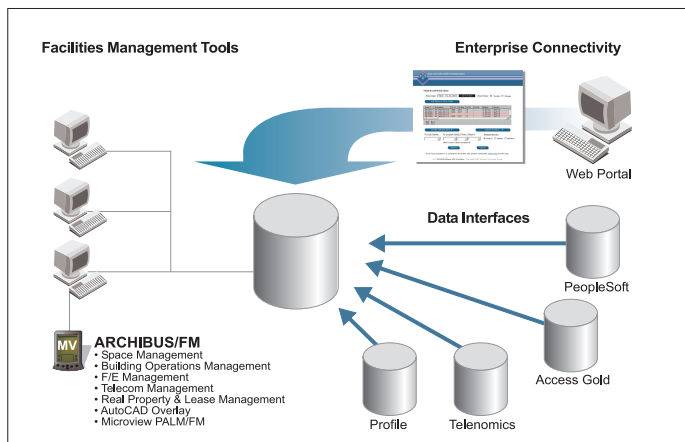 Facilities Management Tools
Enterprise Connectivity
Web Portal
Data Interfaces
PeopleSoft
Access Gold
Telenomics
Profile
MV
ARCHIBUS/FM
• Space Management
• Building Operations Management
• F/E Management
• Telecom Management
• Real Property & Lease Management
• AutoCAD Overlay
• Microview PALM/FM